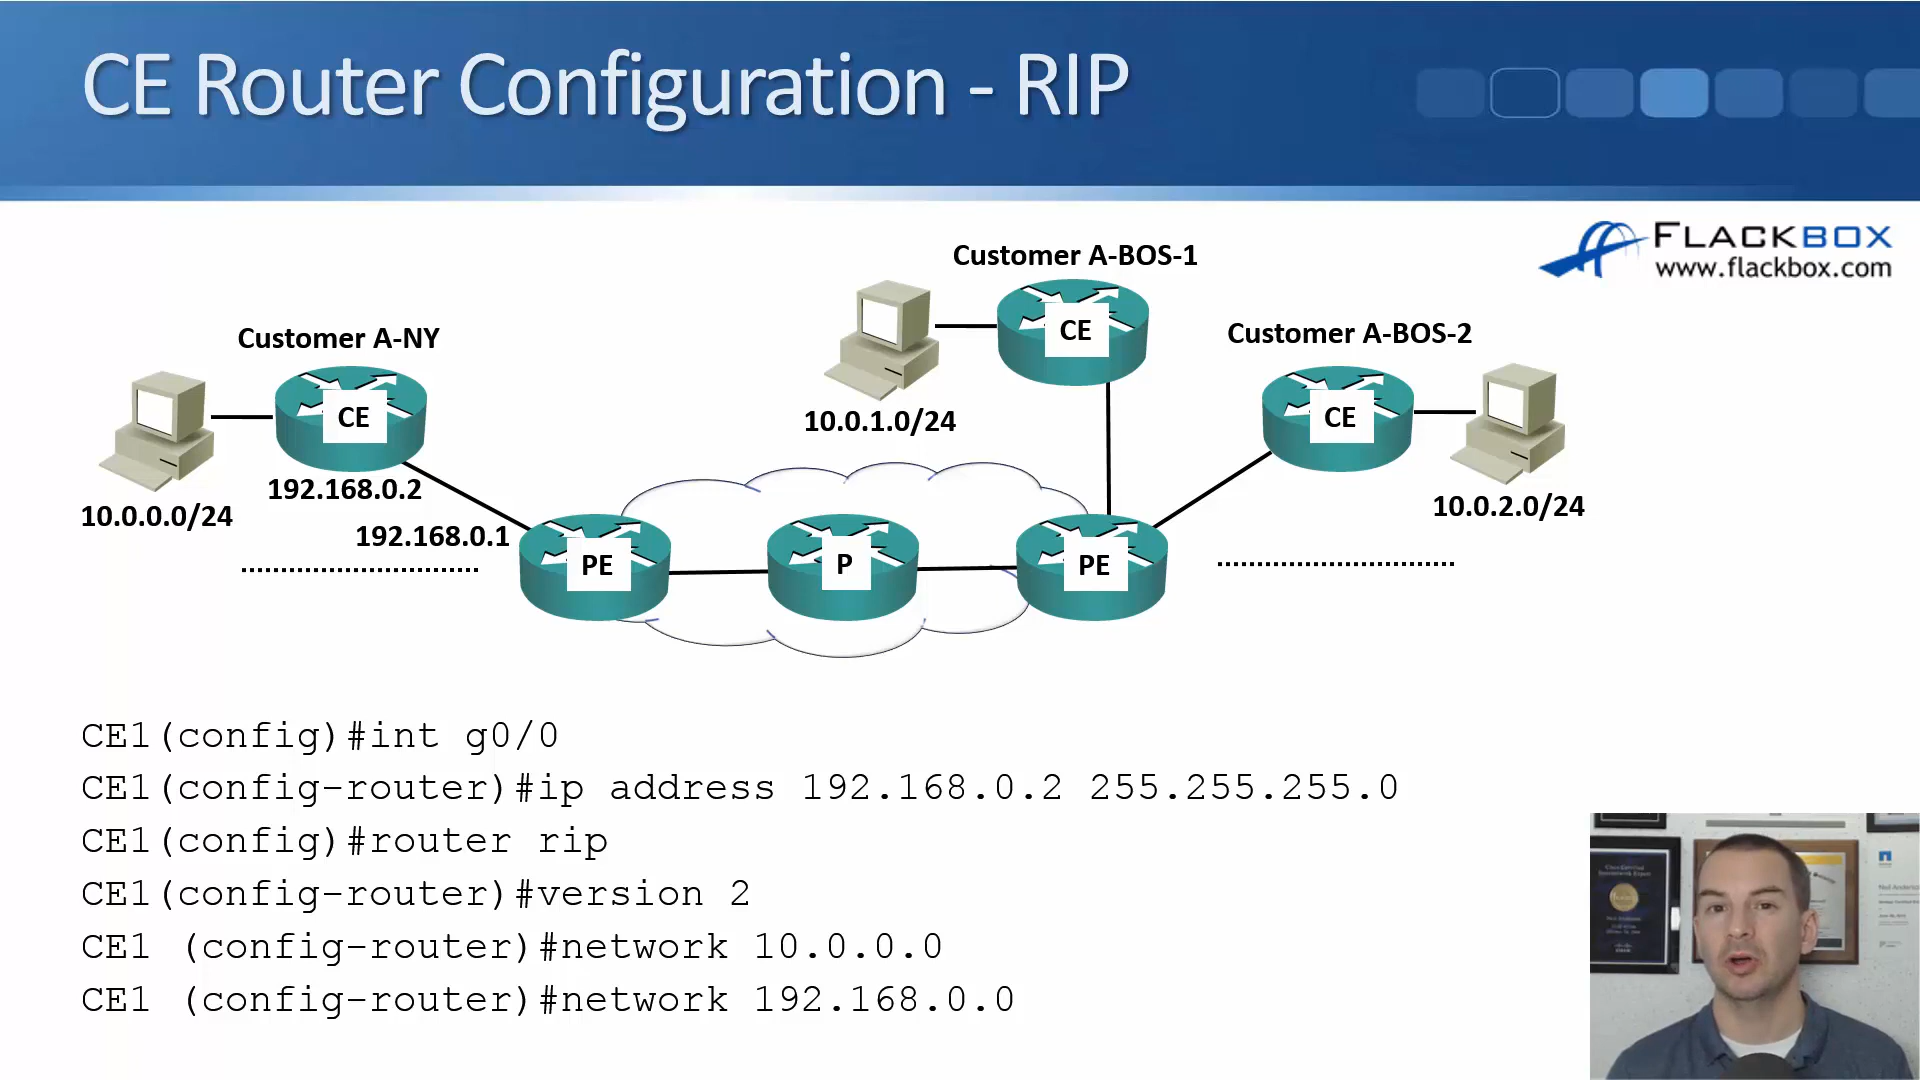 CE Router Configuration - RIP
FLACKBOX
www.flackbox.com
Customer A-BOS-1
Customer A-NY
Customer A-BOS-2
CE
CE
CE
10.0.1.0/24
192.168.0.2
10.0.0.0/24
10.0.2.0/24
192.168.0.1
PE
P
PE
CE1(config)#int g0/0
CE1(config-router)#ip address 192.168.0.2 255.255.255.0
CE1(config)#router rip
CE1(config-router)#version 2
CE1 (config-router)#network 10.0.0.0
CE1 (config-router)#network 192.168.0.0